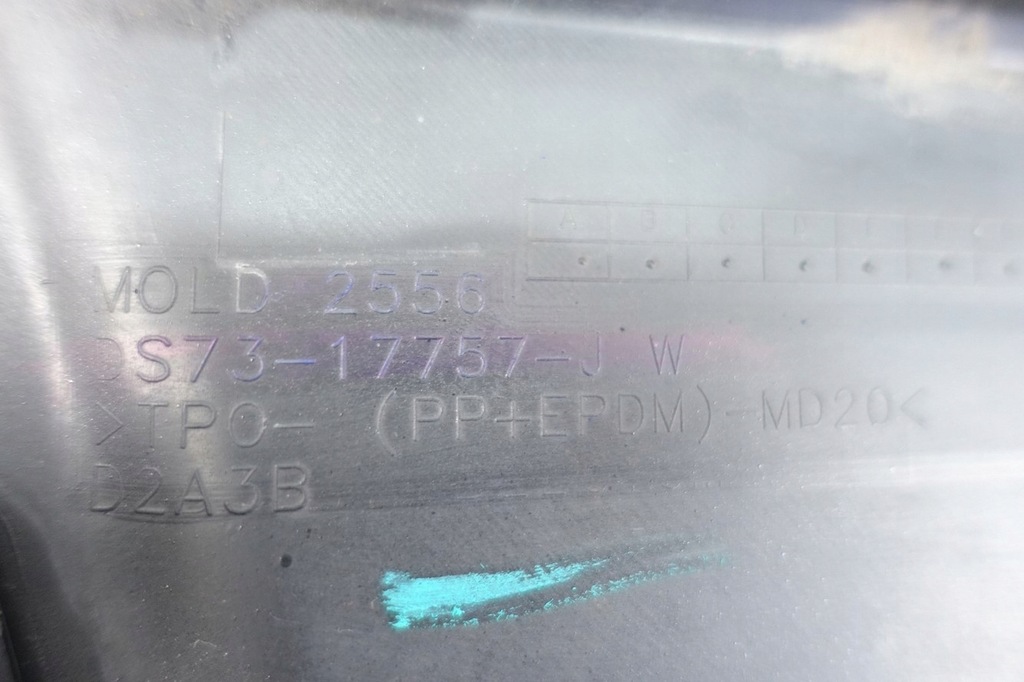 MOLD 2556
DS73-17757-J W
>TPO- (PP+EPDM)-MD20<
D2A3B